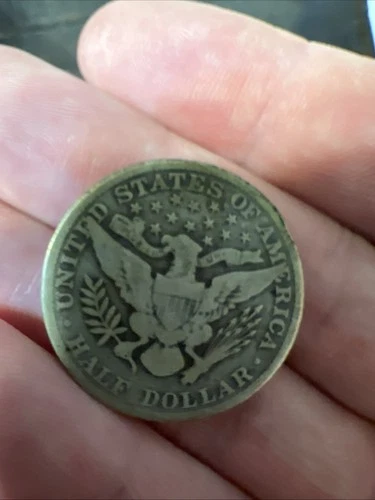 UNITED STATES OF AMERICA
HALF DOLLAR